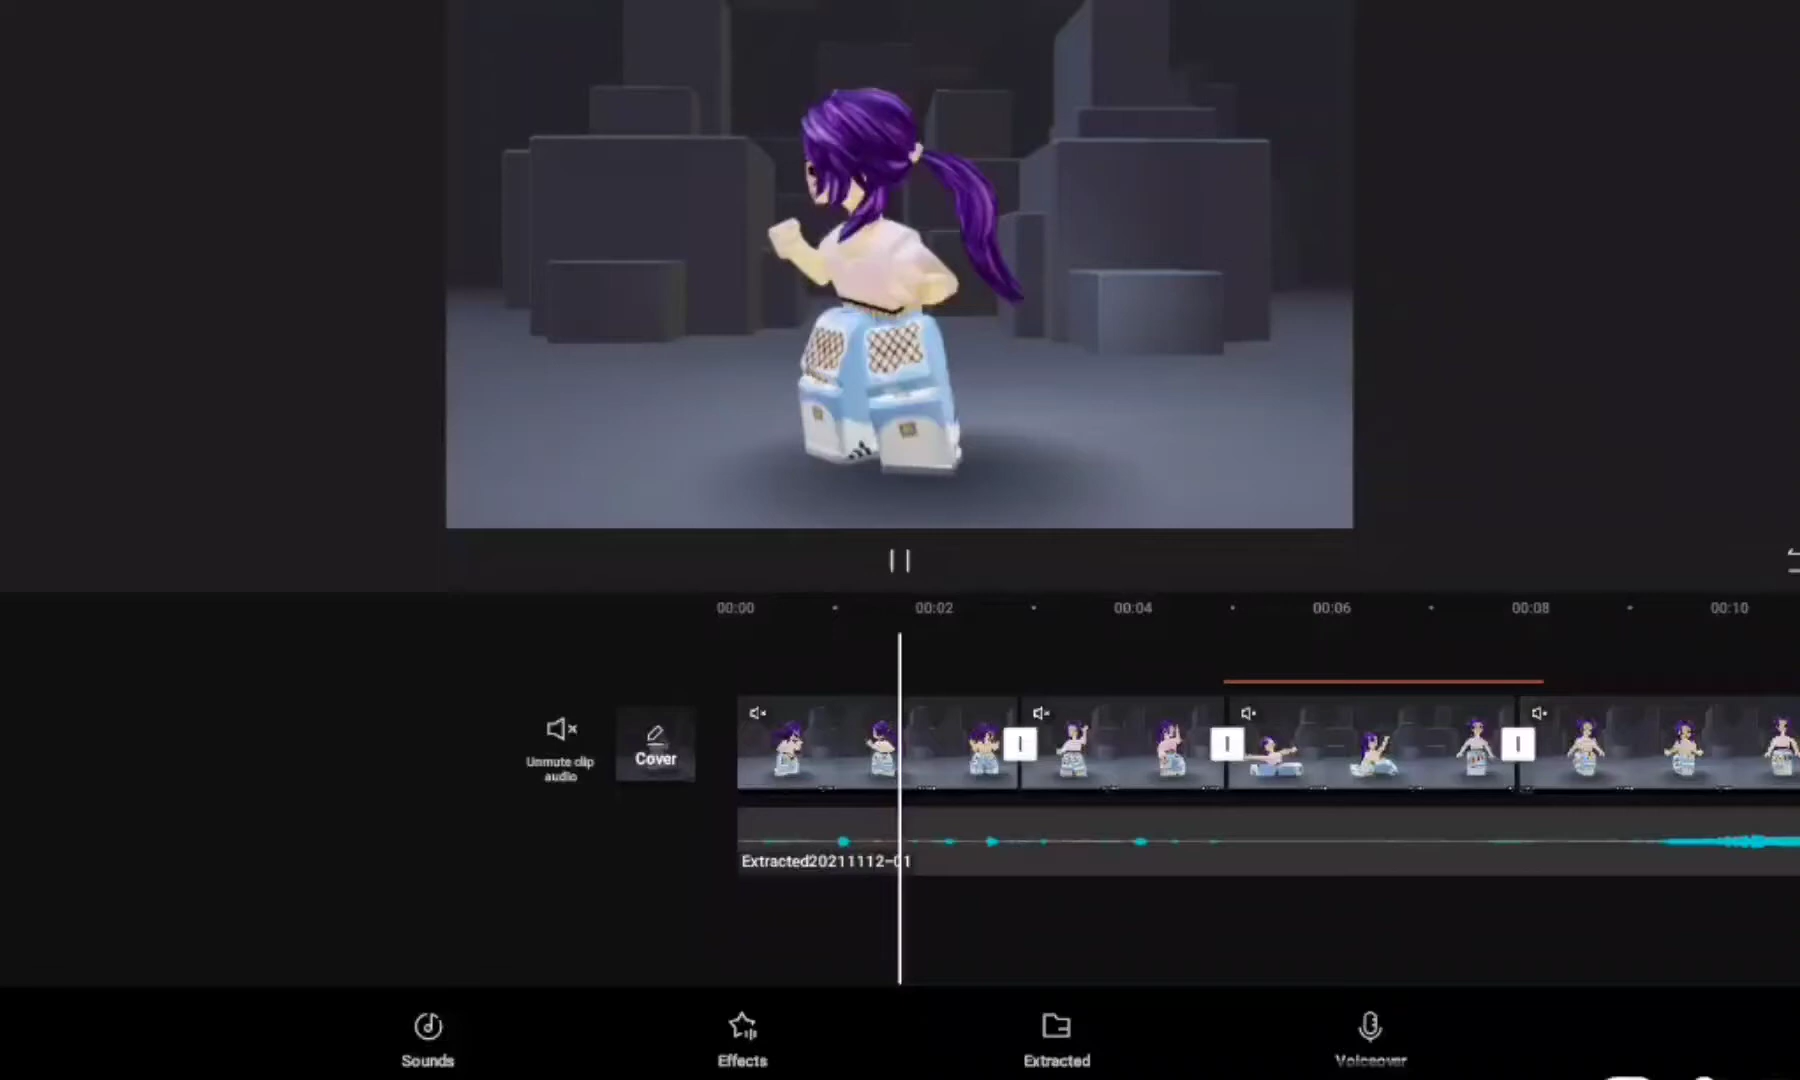 00:00
00:02
00:04
00:06
00:08
00:10
Unmute clip
audio
Cover
Extracted20211112-01
Sounds
Effects
Extracted
Voiceover